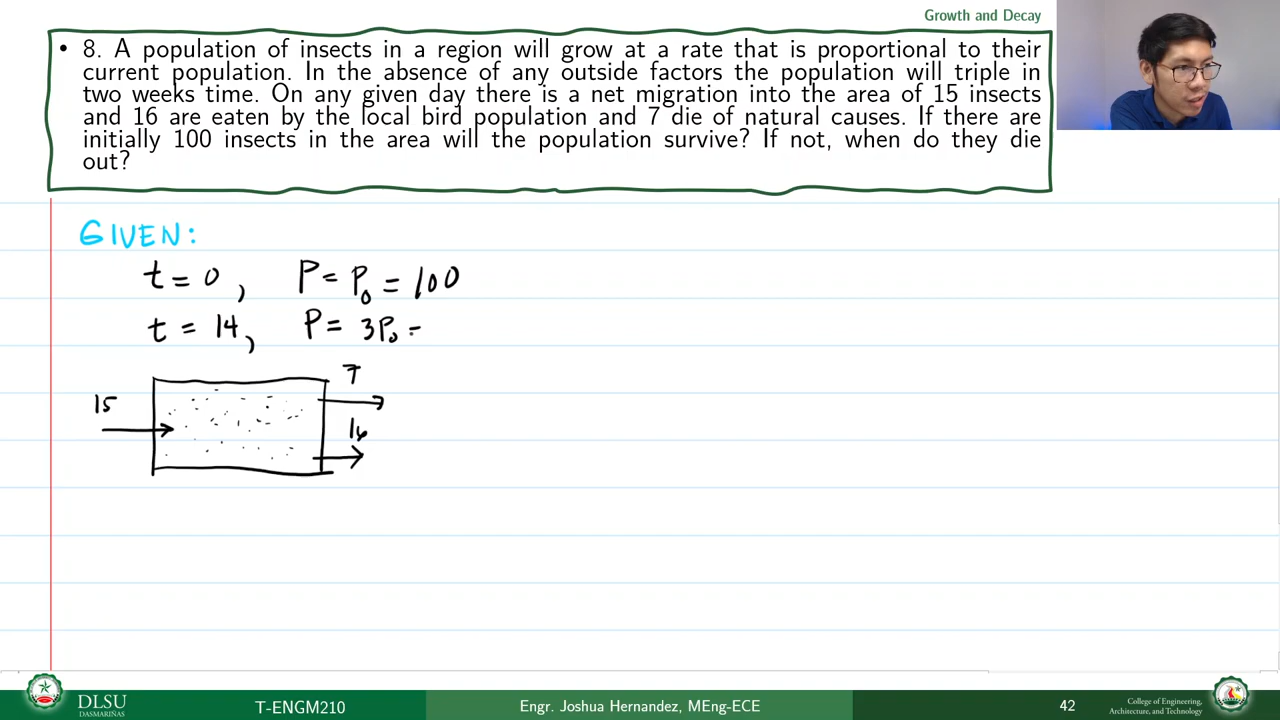 Growth and Decay
• 8. A population of insects in a region will grow at a rate that is proportional to their
current population. In the absence of any outside factors the population will triple in
two weeks time. On any given day there is a net migration into the area of 15 insects
and 16 are eaten by the local bird population and 7 die of natural causes. If there are
initially 100 insects in the area will the population survive? If not, when do they die
out?
GIVEN:
t = 0, P = P₀ = 100
t = 14, P = 3P₀ =
7
15
16
DLSU
DASMARIÑAS
T-ENGM210
Engr. Joshua Hernandez, MEng-ECE
42
College of Engineering,
Architecture, and Technology